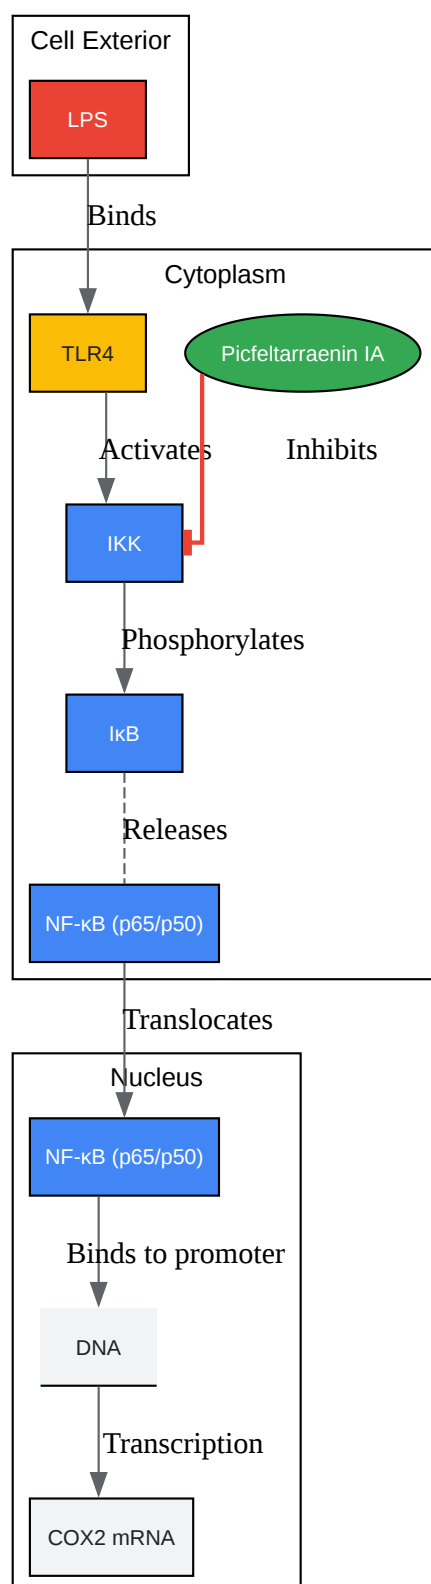 Cell Exterior
LPS
Binds
Cytoplasm
TLR4
Picfeltarraenin IA
Activates
Inhibits
IKK
Phosphorylates
IκB
Releases
NF-κB (p65/p50)
Translocates
Nucleus
NF-κB (p65/p50)
Binds to promoter
DNA
Transcription
COX2 mRNA